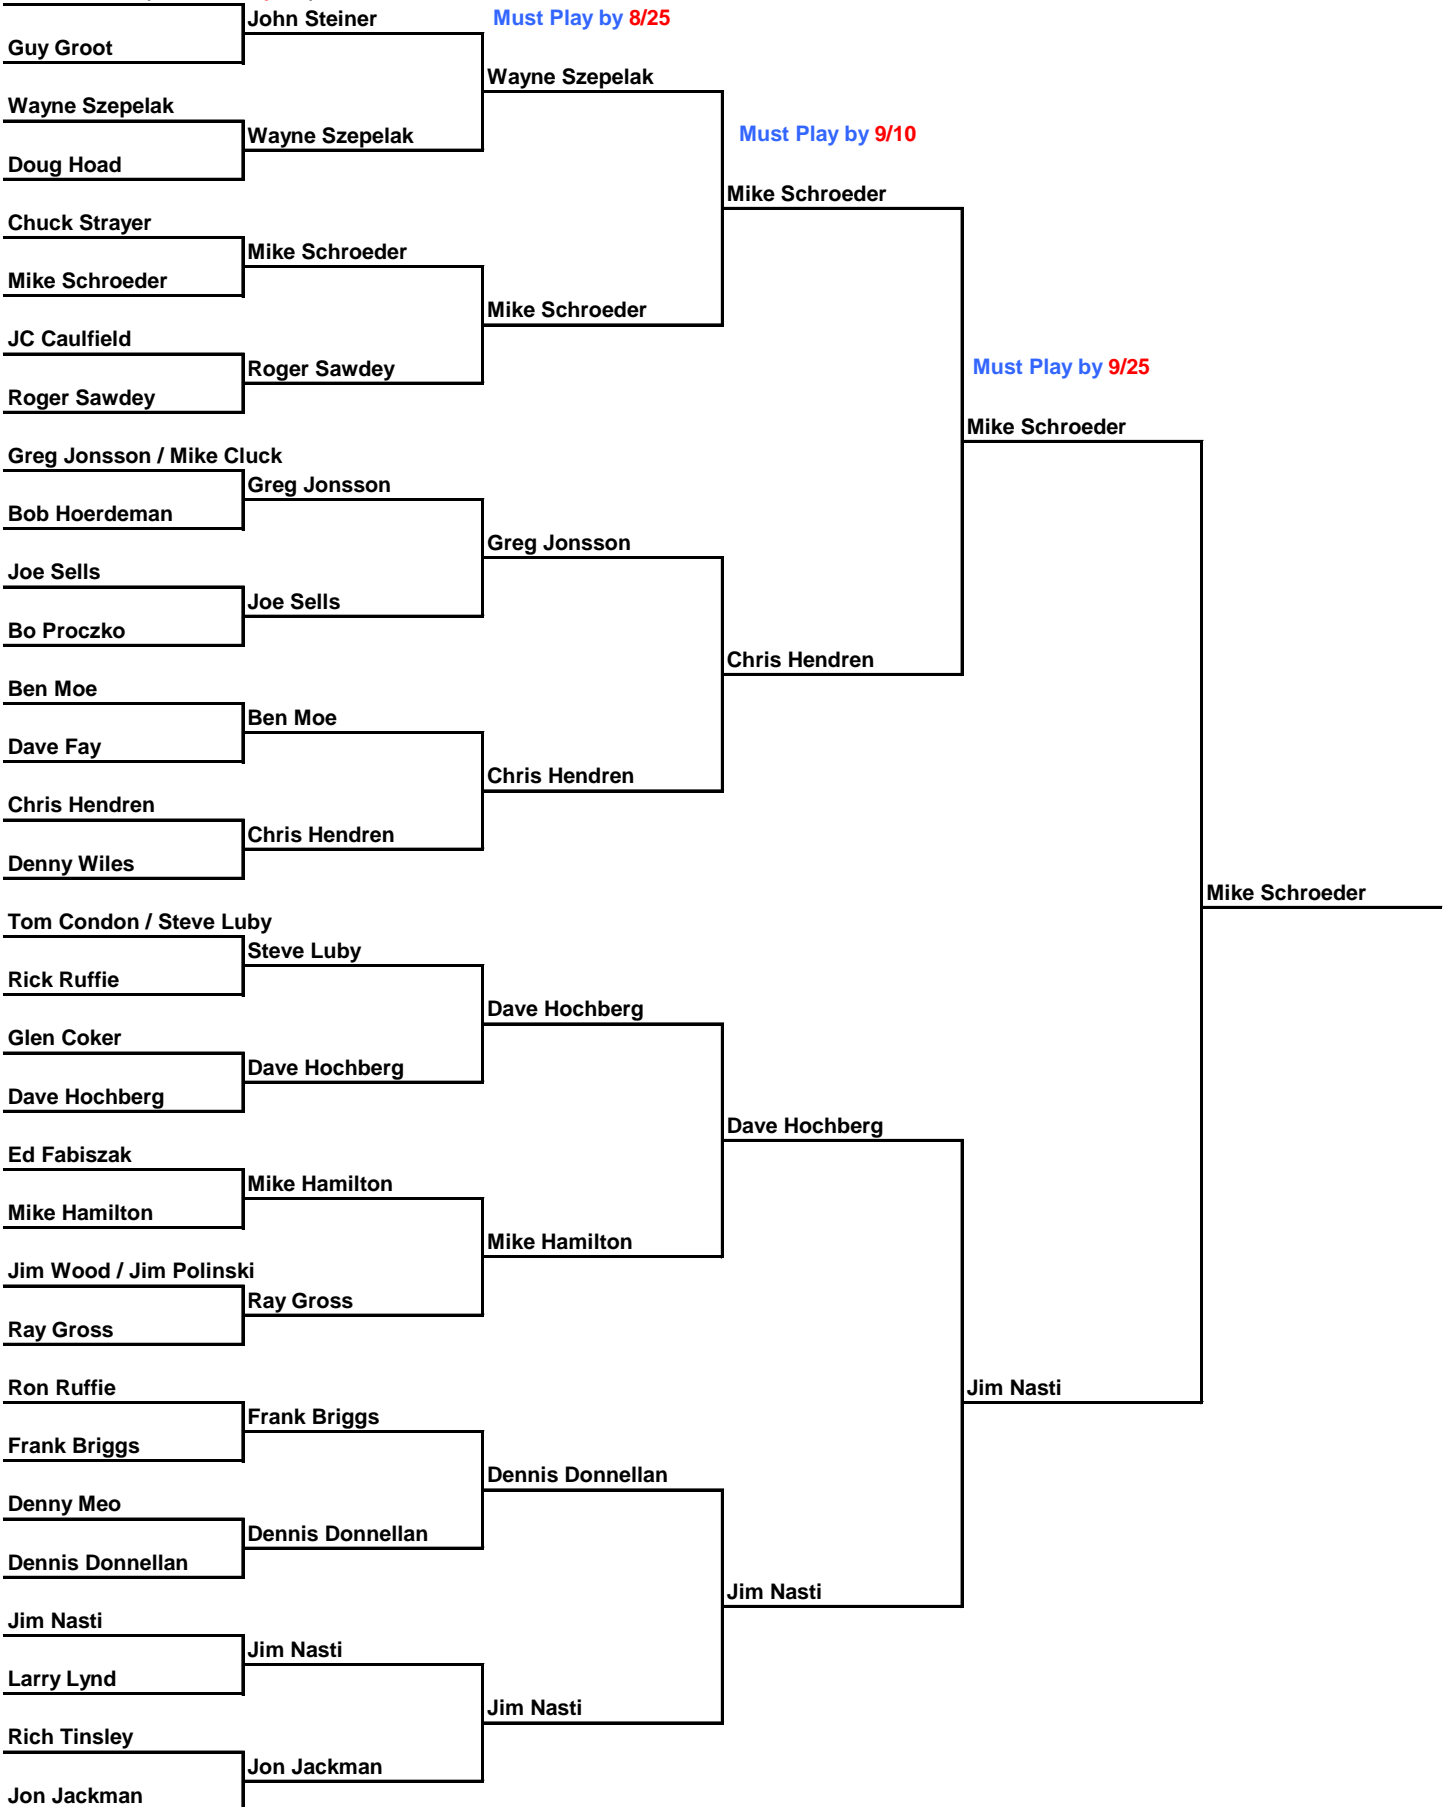 John Steiner
Must Play by 8/25
Guy Groot
Wayne Szepelak
Wayne Szepelak
Must Play by 9/10
Wayne Szepelak
Doug Hoad
Mike Schroeder
Chuck Strayer
Mike Schroeder
Mike Schroeder
Mike Schroeder
JC Caulfield
Roger Sawdey
Must Play by 9/25
Roger Sawdey
Mike Schroeder
Greg Jonsson / Mike Cluck
Greg Jonsson
Bob Hoerdeman
Greg Jonsson
Joe Sells
Joe Sells
Bo Proczko
Chris Hendren
Ben Moe
Ben Moe
Dave Fay
Chris Hendren
Chris Hendren
Chris Hendren
Denny Wiles
Mike Schroeder
Tom Condon / Steve Luby
Steve Luby
Rick Ruffie
Dave Hochberg
Glen Coker
Dave Hochberg
Dave Hochberg
Dave Hochberg
Ed Fabiszak
Mike Hamilton
Mike Hamilton
Mike Hamilton
Jim Wood / Jim Polinski
Ray Gross
Ray Gross
Ron Ruffie
Jim Nasti
Frank Briggs
Frank Briggs
Dennis Donnellan
Denny Meo
Dennis Donnellan
Dennis Donnellan
Jim Nasti
Jim Nasti
Jim Nasti
Larry Lynd
Jim Nasti
Rich Tinsley
Jon Jackman
Jon Jackman